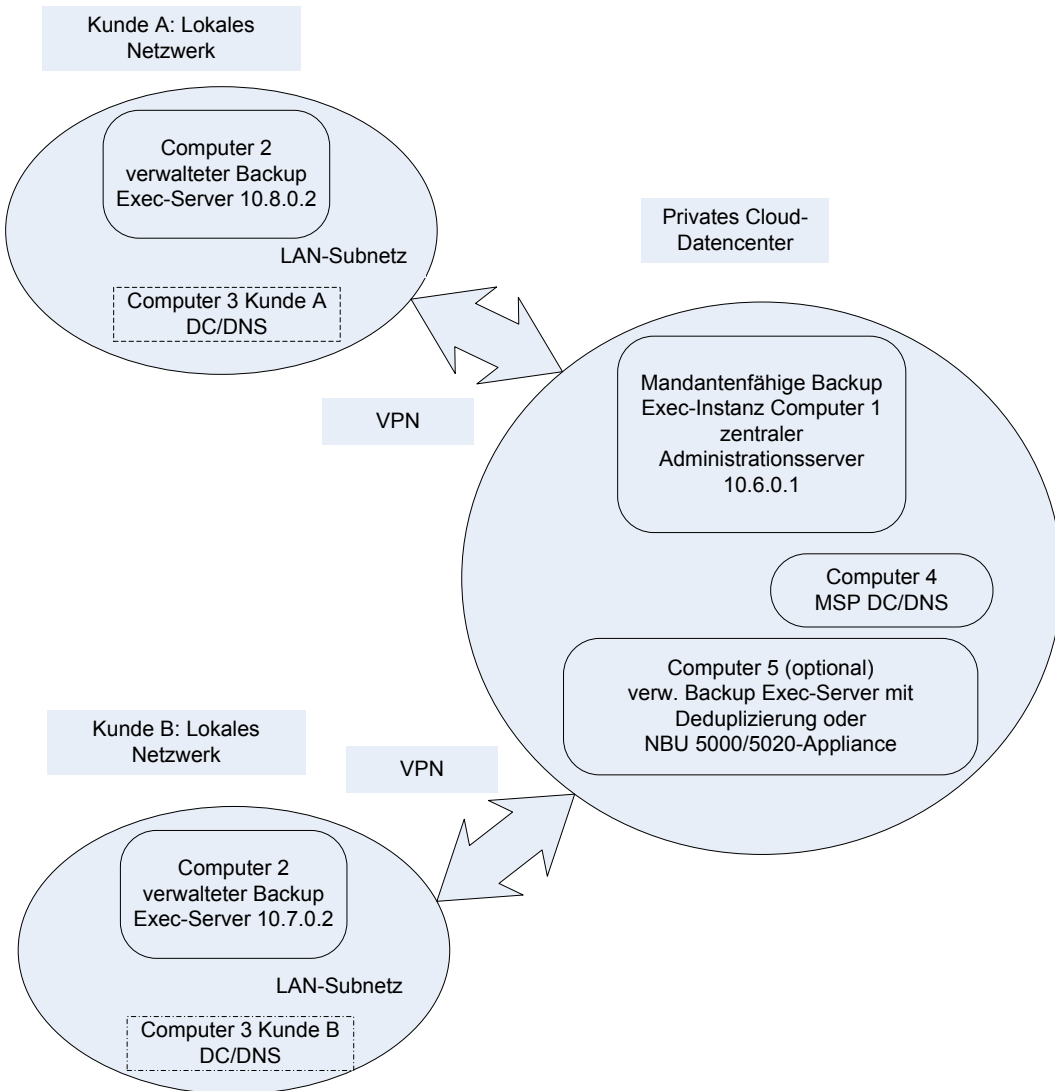 Kunde A: Lokales
Netzwerk
Computer 2
verwalteter Backup
Exec-Server 10.8.0.2
LAN-Subnetz
Computer 3 Kunde A
DC/DNS
VPN
Privates Cloud-
Datencenter
Mandantenfähige Backup
Exec-Instanz Computer 1
zentraler
Administrationsserver
10.6.0.1
Computer 4
MSP DC/DNS
Computer 5 (optional)
verw. Backup Exec-Server mit
Deduplizierung oder
NBU 5000/5020-Appliance
Kunde B: Lokales
Netzwerk
VPN
Computer 2
verwalteter Backup
Exec-Server 10.7.0.2
LAN-Subnetz
Computer 3 Kunde B
DC/DNS